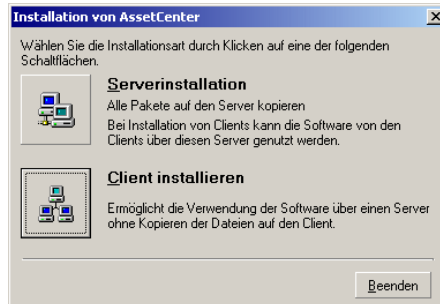 Installation von AssetCenter
Wählen Sie die Installationsart durch Klicken auf eine der folgenden
Schaltflächen.
Serverinstallation
Alle Pakete auf den Server kopieren
Bei Installation von Clients kann die Software von den
Clients über diesen Server genutzt werden.
Client installieren
Ermöglicht die Verwendung der Software über einen Server
ohne Kopieren der Dateien auf den Client.
Beenden